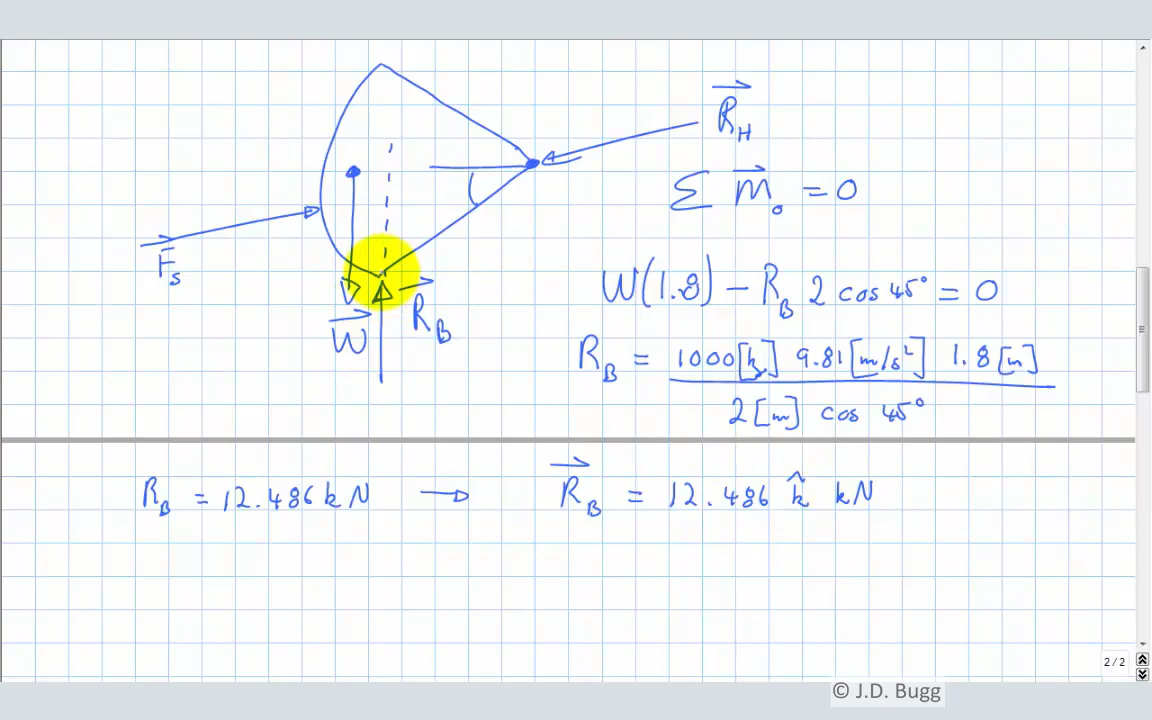 R_H
Σ M_o = 0
F_s
W
R_B
W(1.8) - R_B 2 cos 45° = 0
R_B = 1000[kg] 9.81[m/s²] 1.8[m]
2[m] cos 45°
R_B = 12.486 kN → R_B = 12.486 k̂ kN
2 / 2
© J.D. Bugg